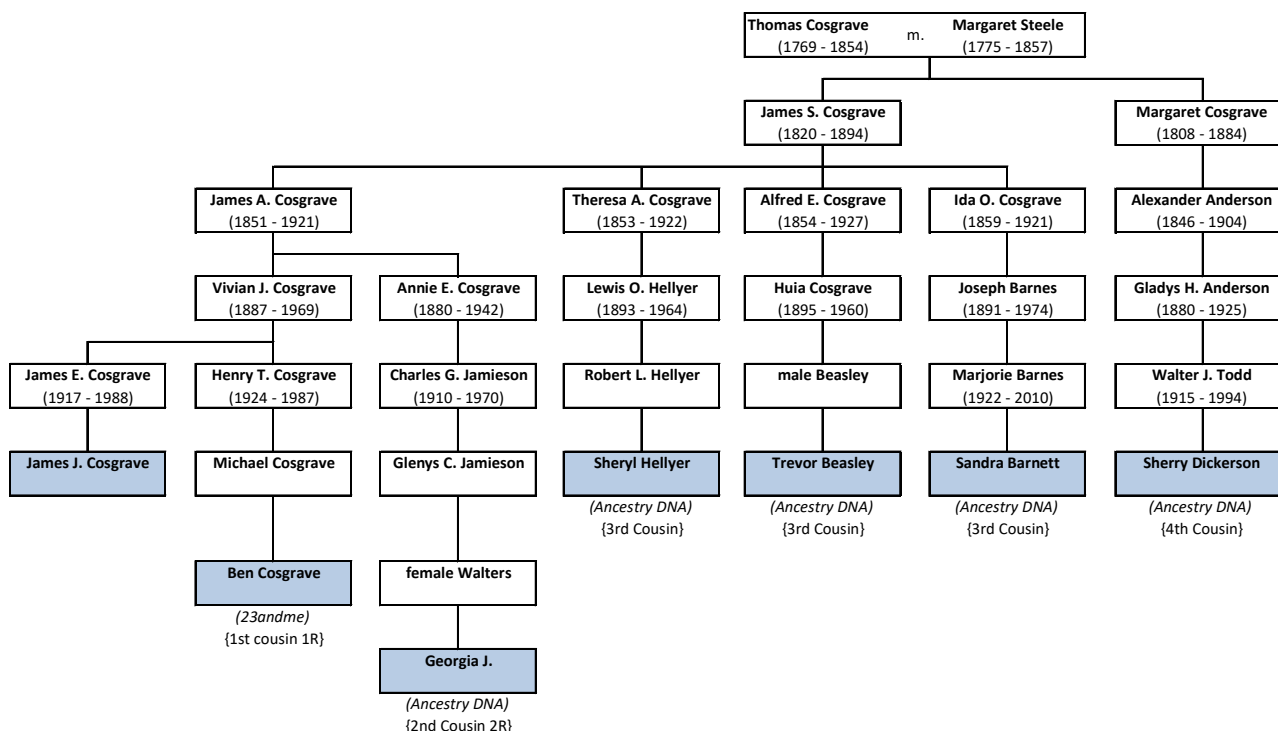 Thomas Cosgrave m. Margaret Steele
(1769 - 1854) (1775 - 1857)
James S. Cosgrave Margaret Cosgrave
(1820 - 1894) (1808 - 1884)
James A. Cosgrave Theresa A. Cosgrave Alfred E. Cosgrave Ida O. Cosgrave Alexander Anderson
(1851 - 1921) (1853 - 1922) (1854 - 1927) (1859 - 1921) (1846 - 1904)
Vivian J. Cosgrave Annie E. Cosgrave Lewis O. Hellyer Huia Cosgrave Joseph Barnes Gladys H. Anderson
(1887 - 1969) (1880 - 1942) (1893 - 1964) (1895 - 1960) (1891 - 1974) (1880 - 1925)
James E. Cosgrave Henry T. Cosgrave Charles G. Jamieson Robert L. Hellyer male Beasley Marjorie Barnes Walter J. Todd
(1917 - 1988) (1924 - 1987) (1910 - 1970) (1922 - 2010) (1915 - 1994)
James J. Cosgrave Michael Cosgrave Glenys C. Jamieson Sheryl Hellyer Trevor Beasley Sandra Barnett Sherry Dickerson
(Ancestry DNA) (Ancestry DNA) (Ancestry DNA) (Ancestry DNA)
{3rd Cousin} {3rd Cousin} {3rd Cousin} {4th Cousin}
Ben Cosgrave female Walters
(23andme)
{1st cousin 1R}
Georgia J.
(Ancestry DNA)
{2nd Cousin 2R}